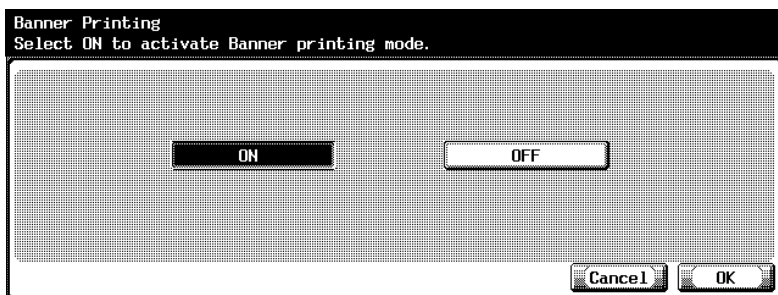 Banner Printing
Select ON to activate Banner printing mode.
ON OFF
Cancel OK